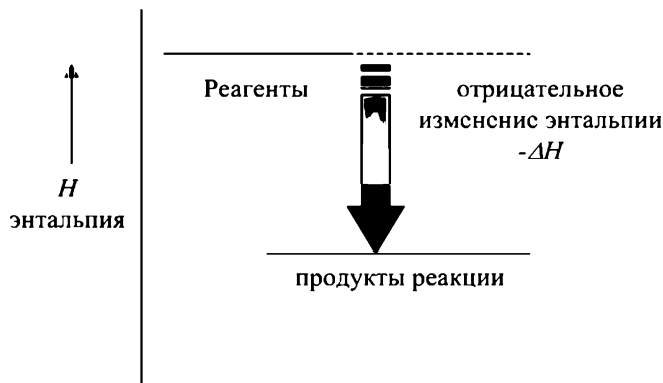 Реагенты
отрицательное
измснснис энтальпии
-ΔH
H
энтальпия
продукты реакции